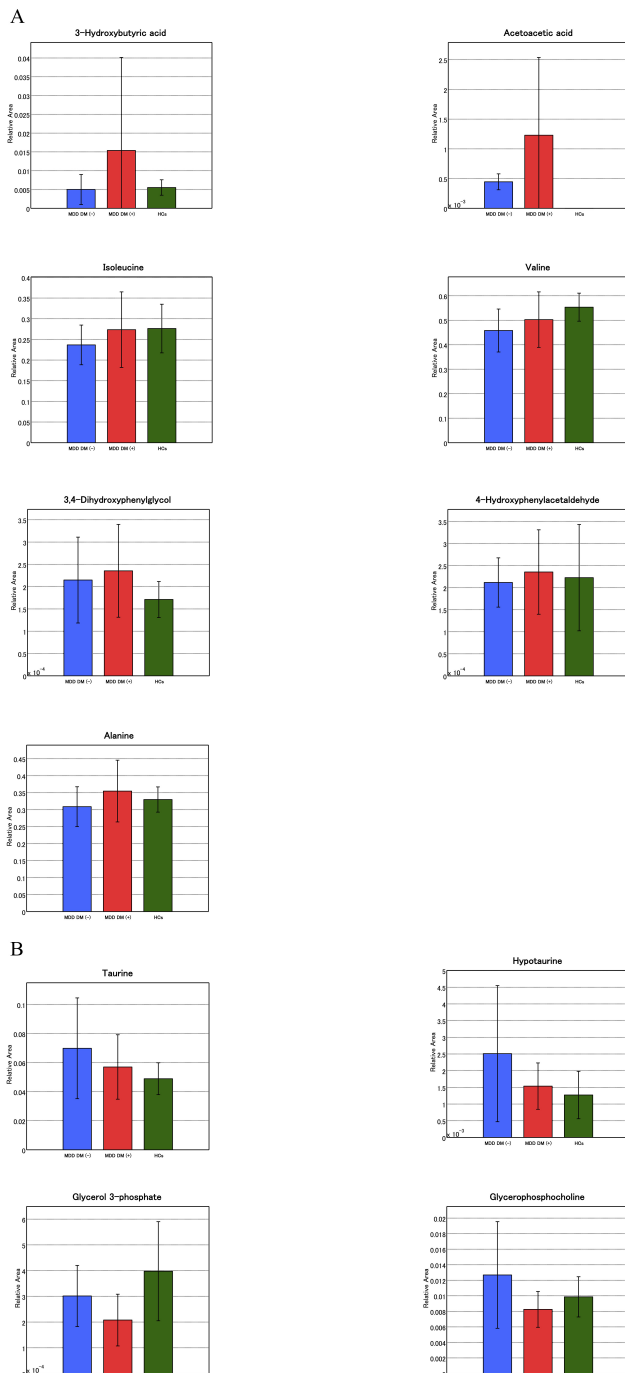 A
3-Hydroxybutyric acid
Relative Area
0.04
0.035
0.03
0.025
0.02
0.015
0.01
0.005
0
MDD DM (-) MDD DM (+) HCs
Acetoacetic acid
Relative Area
2.5
2
1.5
1
0.5
0 x 10⁻³
MDD DM (-) MDD DM (+) HCs
Isoleucine
Relative Area
0.4
0.35
0.3
0.25
0.2
0.15
0.1
0.05
0
MDD DM (-) MDD DM (+) HCs
Valine
Relative Area
0.6
0.5
0.4
0.3
0.2
0.1
0
MDD DM (-) MDD DM (+) HCs
3,4-Dihydroxyphenylglycol
Relative Area
3.5
3
2.5
2
1.5
1
0.5
0 x 10⁻⁴
MDD DM (-) MDD DM (+) HCs
4-Hydroxyphenylacetaldehyde
Relative Area
3.5
3
2.5
2
1.5
1
0.5
0 x 10⁻⁴
MDD DM (-) MDD DM (+) HCs
Alanine
Relative Area
0.45
0.4
0.35
0.3
0.25
0.2
0.15
0.1
0.05
0
MDD DM (-) MDD DM (+) HCs
B
Taurine
Relative Area
0.1
0.08
0.06
0.04
0.02
0
MDD DM (-) MDD DM (+) HCs
Hypotaurine
Relative Area
5
4.5
4
3.5
3
2.5
2
1.5
1
0.5
0 x 10⁻³
MDD DM (-) MDD DM (+) HCs
Glycerol 3-phosphate
Relative Area
6
5
4
3
2
1
Glycerophosphocholine
Relative Area
0.02
0.018
0.016
0.014
0.012
0.01
0.008
0.006
0.004
0.002